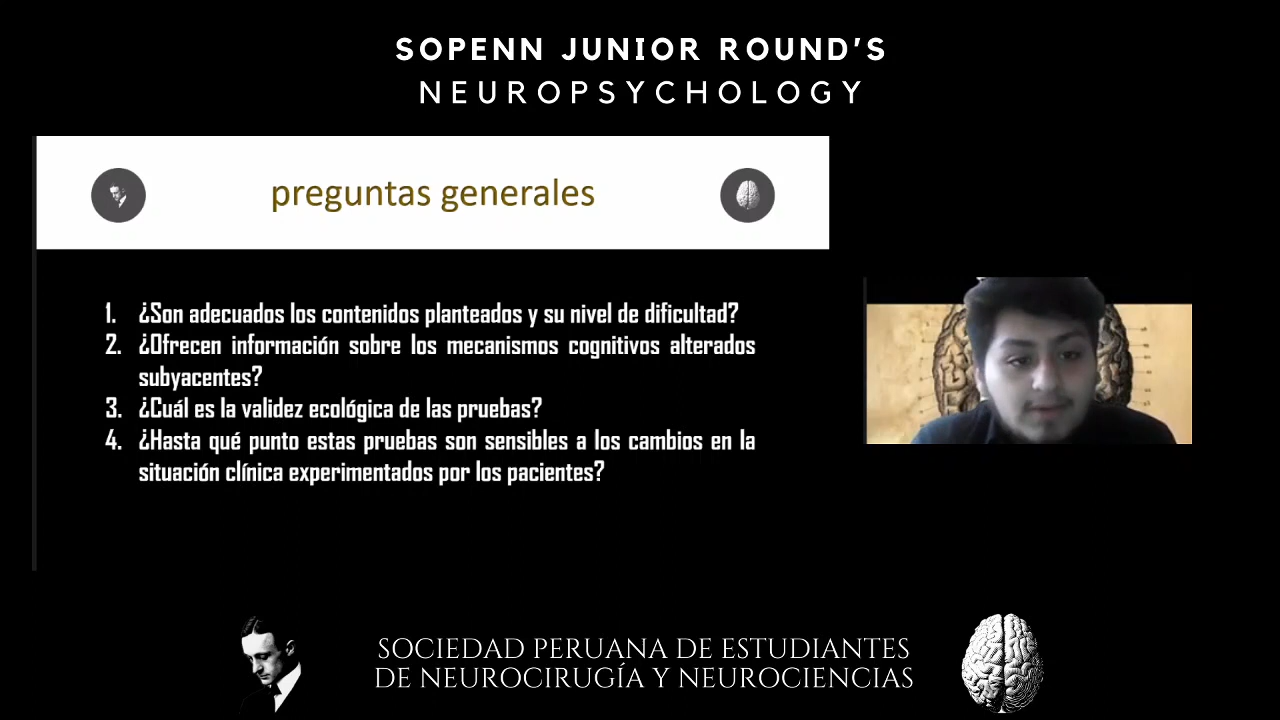 SOPENN JUNIOR ROUND'S
NEUROPSYCHOLOGY
preguntas generales
1. ¿Son adecuados los contenidos planteados y su nivel de dificultad?
2. ¿Ofrecen información sobre los mecanismos cognitivos alterados
subyacentes?
3. ¿Cuál es la validez ecológica de las pruebas?
4. ¿Hasta qué punto estas pruebas son sensibles a los cambios en la
situación clínica experimentados por los pacientes?
SOCIEDAD PERUANA DE ESTUDIANTES
DE NEUROCIRUGÍA Y NEUROCIENCIAS